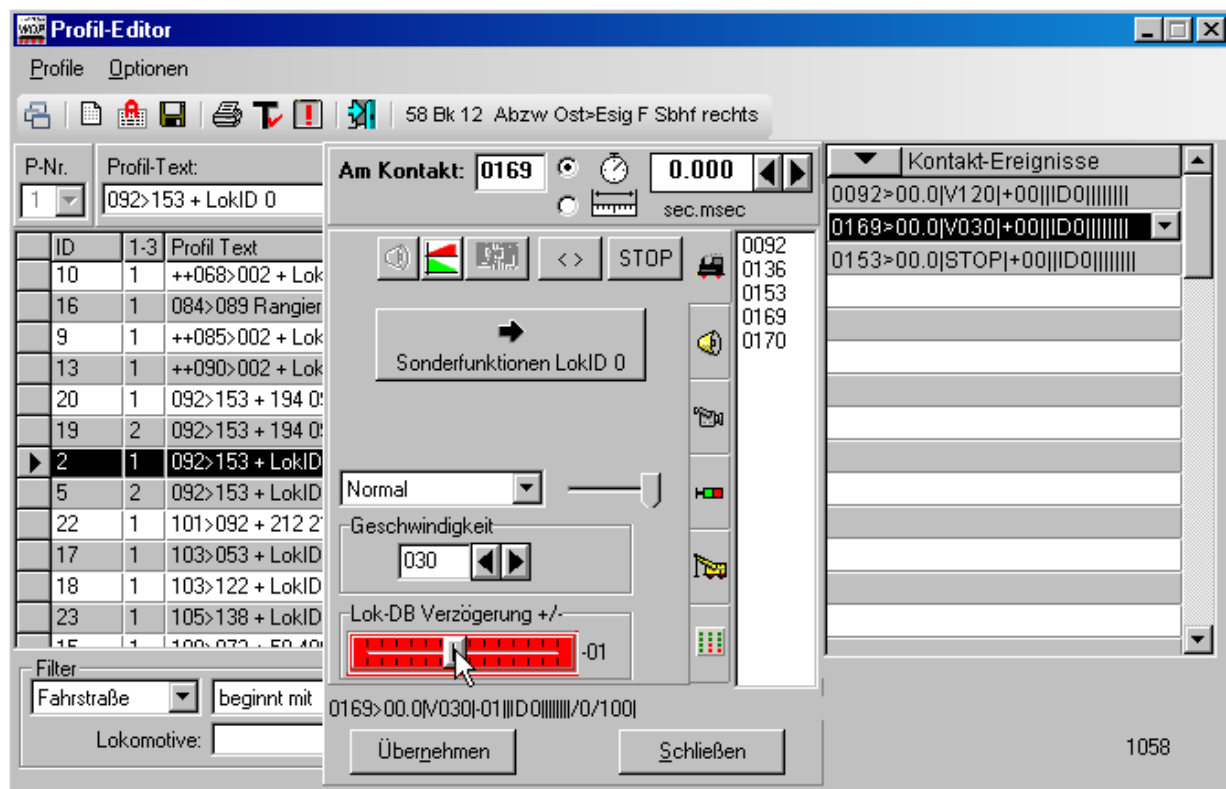 Profil-Editor
Profile Optionen
58 Bk 12 Abzw Ost>Esig F Sbhf rechts
P-Nr. Profil-Text:
1 092>153 + LokID 0
ID 1-3 Profil Text
10 1 ++068>002 + Lok
16 1 084>089 Rangier
9 1 ++085>002 + Lok
13 1 ++090>002 + Lok
20 1 092>153 + 194 0
19 2 092>153 + 194 0
2 1 092>153 + LokID
5 2 092>153 + LokID
22 1 101>092 + 212 2
17 1 103>053 + LokID
18 1 103>122 + LokID
23 1 105>138 + LokID
Filter
Fahrstraße beginnt mit
Lokomotive:
Am Kontakt: 0169 0.000
sec.msec
< > STOP
Sonderfunktionen LokID 0
Normal
Geschwindigkeit
030
Lok-DB Verzögerung +/-
-01
0169>00.0|V030|-01|||ID0||||||||/0/100|
Übernehmen Schließen
0092
0136
0153
0169
0170
Kontakt-Ereignisse
0092>00.0|V120|+00|||ID0||||||||
0169>00.0|V030|+00|||ID0||||||||
0153>00.0|STOP|+00|||ID0||||||||
1058